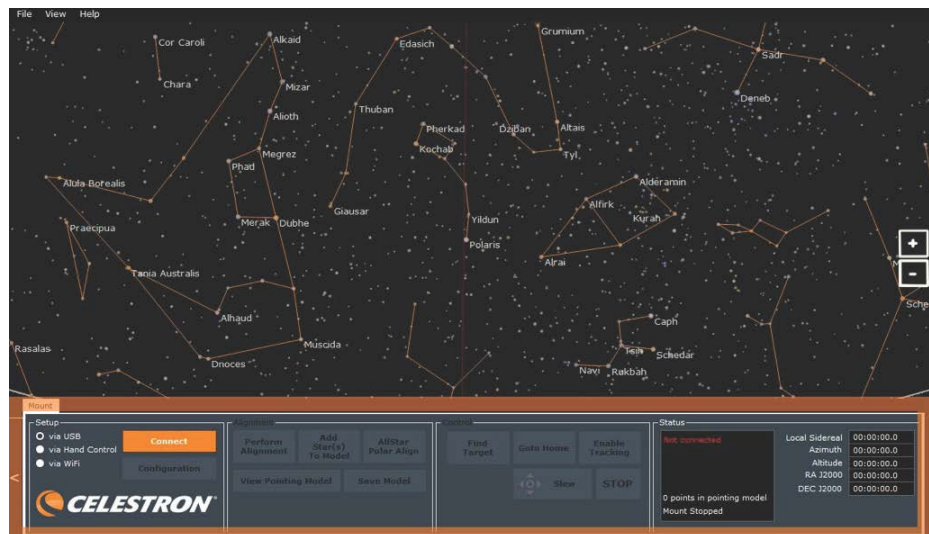 File View Help
Grumium
Cor Caroli
Alkaid
Edasich
Sadr
Chara
Mizar
Deneb
Thuban
Alioth
Pherkad
Dziban
Altais
Kochab
Megrez
Tyl
Phad
Alderamin
Alula Borealis
Alfirk
Giausar
Kurah
Praecipua
Merak
Dubhe
Yildun
Polaris
+
Alrai
Tania Australis
-
Sche
Alhaud
Caph
Muscida
Rasalas
Tsih
Schedar
Dnoces
Navi
Rukbah
Mount
Setup
via USB
via Hand Control
via WiFi
Connect
Configuration
CELESTRON
Alignment
Perform
Alignment
Add
Star(s)
To Model
AllStar
Polar Align
View Pointing Model
Save Model
Control
Find
Target
Goto Home
Enable
Tracking
Slew
STOP
Status
Not connected
0 points in pointing model
Mount Stopped
Local Sidereal 00:00:00.0
Azimuth 00:00:00.0
Altitude 00:00:00.0
RA J2000 00:00:00.0
DEC J2000 00:00:00.0
<